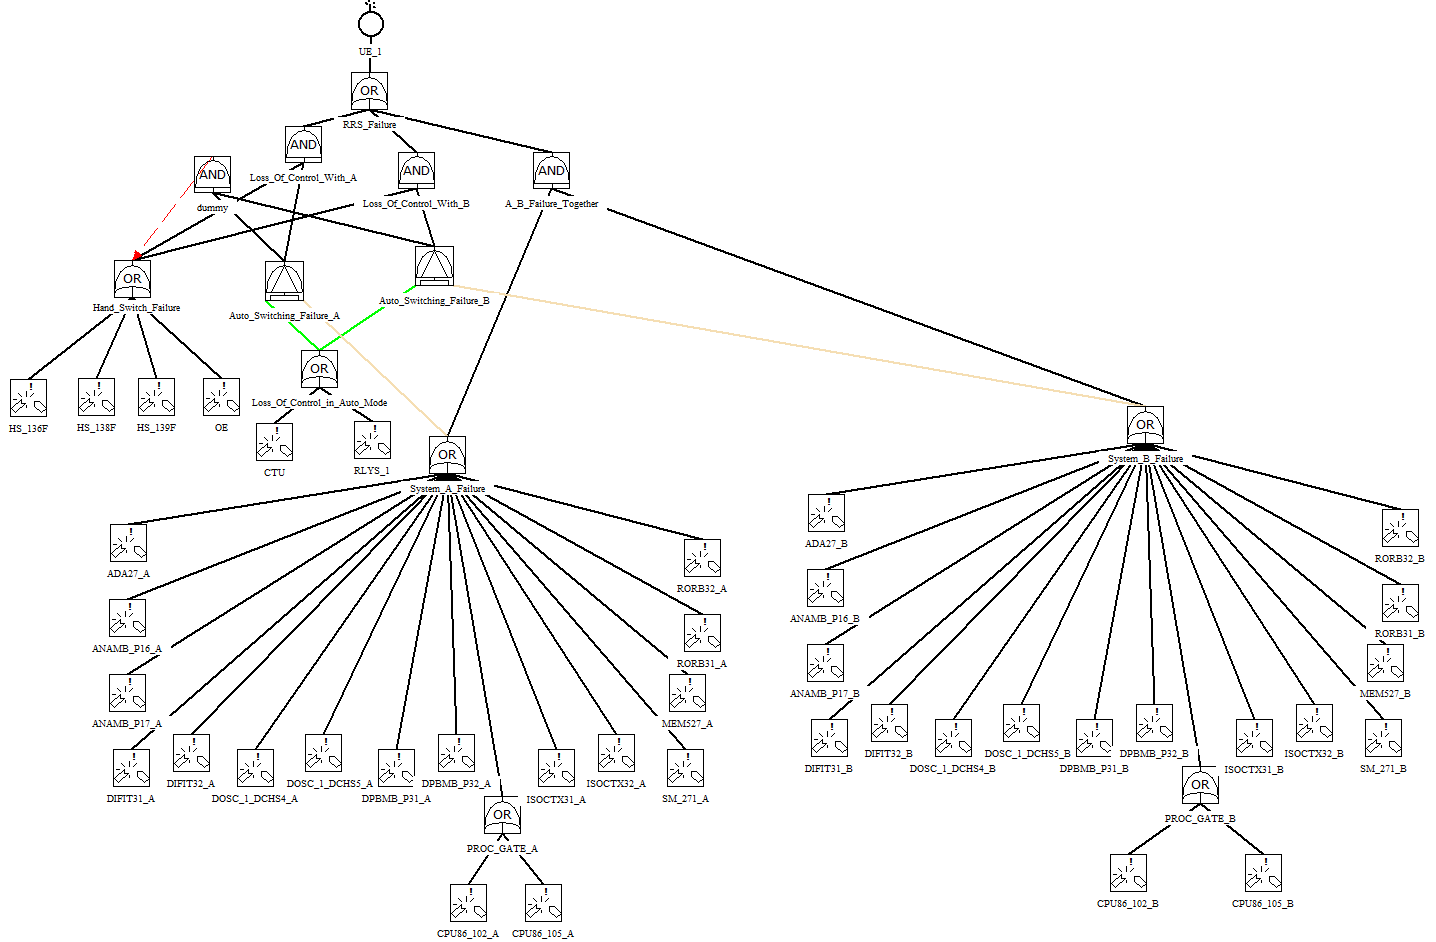 UE_1
OR
RRS_Failure
AND
Loss_Of_Control_With_A
AND
dummy
AND
Loss_Of_Control_With_B
AND
A_B_Failure_Together
OR
Hand_Switch_Failure
Auto_Switching_Failure_A
Auto_Switching_Failure_B
OR
Loss_Of_Control_in_Auto_Mode
HS_136F
HS_138F
HS_139F
OE
CTU
RLYS_1
OR
System_A_Failure
OR
System_B_Failure
ADA27_A
ANAMB_P16_A
ANAMB_P17_A
DIFIT31_A
DIFIT32_A
DOSC_1_DCHS4_A
DOSC_1_DCHS5_A
DPBMB_P31_A
DPBMB_P32_A
OR
PROC_GATE_A
CPU86_102_A
CPU86_105_A
ISOCTX31_A
ISOCTX32_A
SM_271_A
MEM527_A
RORB31_A
RORB32_A
ADA27_B
ANAMB_P16_B
ANAMB_P17_B
DIFIT31_B
DIFIT32_B
DOSC_1_DCHS4_B
DOSC_1_DCHS5_B
DPBMB_P31_B
DPBMB_P32_B
OR
PROC_GATE_B
CPU86_102_B
CPU86_105_B
ISOCTX31_B
ISOCTX32_B
SM_271_B
MEM527_B
RORB31_B
RORB32_B